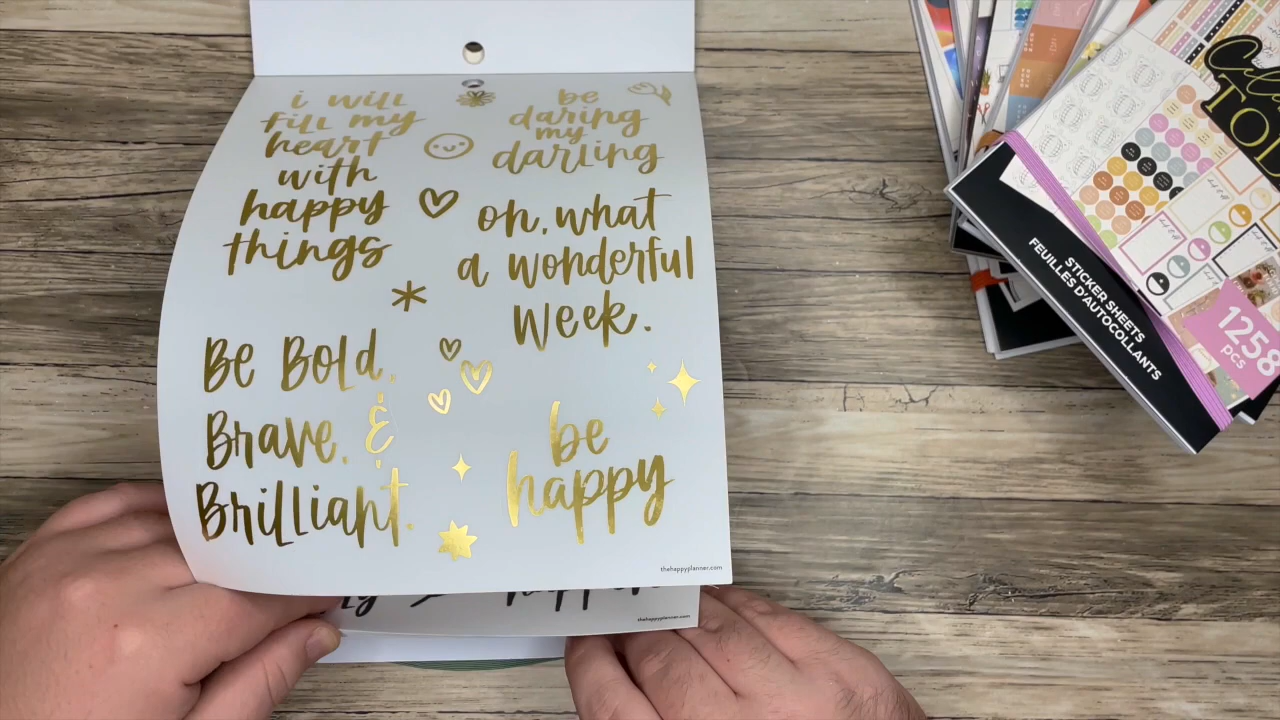 i will
fill my
heart
with
happy
things
be
daring
my
darling
oh, what
a wonderful
week.
Be Bold,
Brave, &
Brilliant.
be
happy
thehappyplanner.com
thehappyplanner.com
TOD
STICKER SHEETS
FEUILLES D'AUTOCOLLANTS
1258
pcs